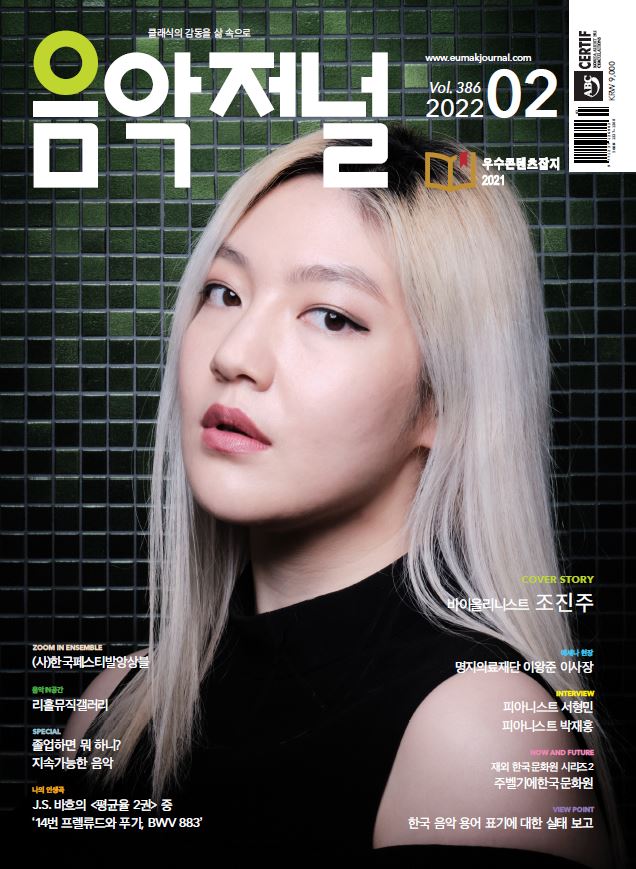 클래식의 감동을 삶 속으로
음악저널
www.eumakjournal.com
Vol. 386
2022 02
우수콘텐츠잡지
2021
ABC CERTIF
KRW 9,000
COVER STORY
바이올리니스트 조진주
ZOOM IN ENSEMBLE
(사)한국페스티발앙상블
음악 IN공간
리홀뮤직갤러리
SPECIAL
졸업하면 뭐 하니?
지속가능한 음악
나의 인생곡
J.S. 바흐의 <평균율 2권> 중
'14번 프렐류드와 푸가, BWV 883'
메세나 현장
명지의료재단 이왕준 이사장
INTERVIEW
피아니스트 서형민
피아니스트 박재홍
NOW AND FUTURE
재외 한국문화원 시리즈 2
주벨기에한국문화원
VIEW POINT
한국 음악 용어 표기에 대한 실태 보고